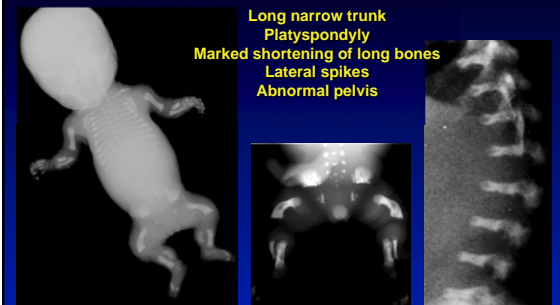 Long narrow trunk
Platyspondyly
Marked shortening of long bones
Lateral spikes
Abnormal pelvis